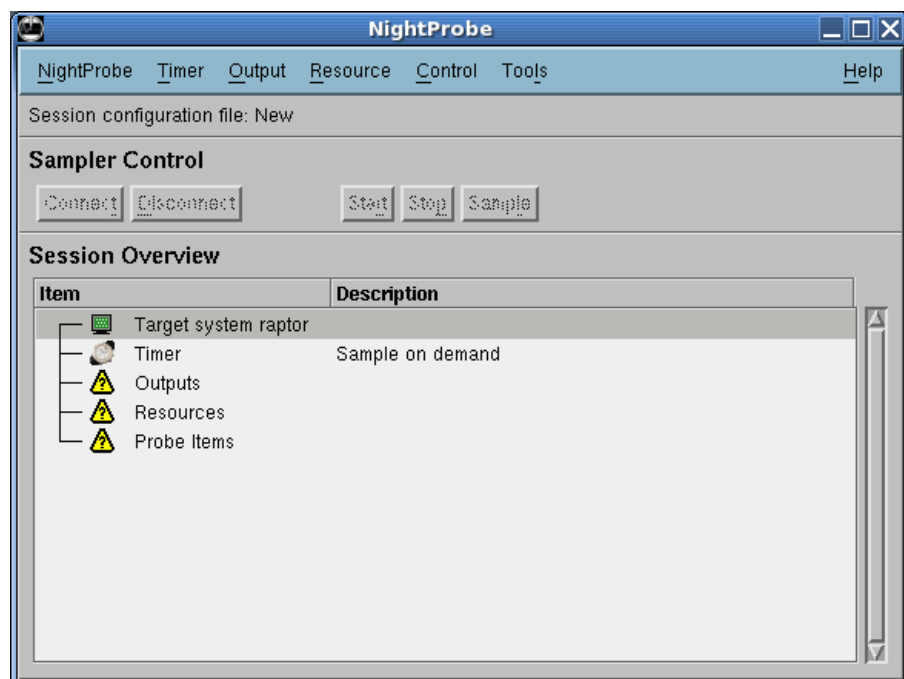 NightProbe
NightProbe Timer Output Resource Control Tools Help
Session configuration file: New
Sampler Control
Connect Disconnect Start Stop Sample
Session Overview
Item Description
Target system raptor
Timer Sample on demand
Outputs
Resources
Probe Items